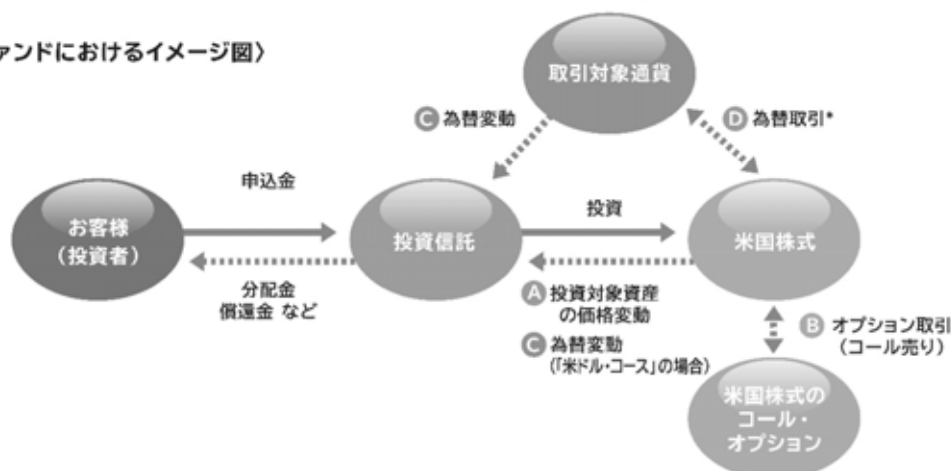 ァンドにおけるイメージ図〉
取引対象通貨
C 為替変動
D 為替取引*
申込金
投資
お客様
(投資者)
投資信託
米国株式
分配金
償還金 など
A 投資対象資産
の価格変動
C 為替変動
(「米ドル・コース」の場合)
B オプション取引
(コール売り)
米国株式の
コール・
オプション